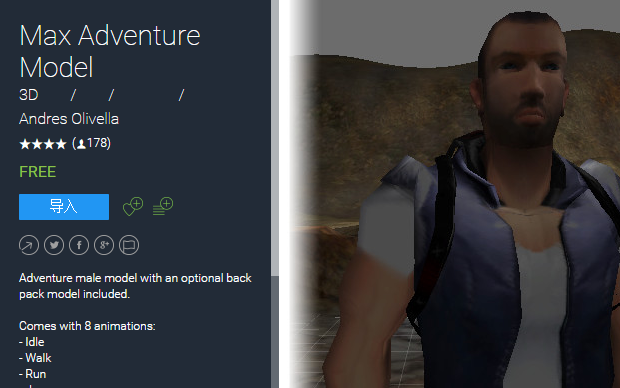 Max Adventure
Model
3D / / /
Andres Olivella
(178)
FREE
导入
Adventure male model with an optional back
pack model included.
Comes with 8 animations:
- Idle
- Walk
- Run